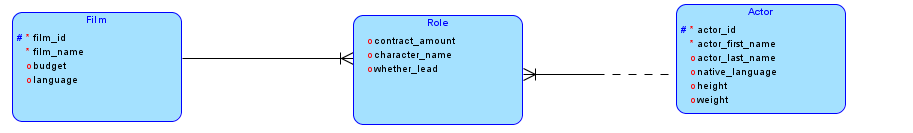 Film
# * film_id
* film_name
o budget
o language
Role
o contract_amount
o character_name
o whether_lead
Actor
# * actor_id
* actor_first_name
o actor_last_name
o native_language
o height
o weight